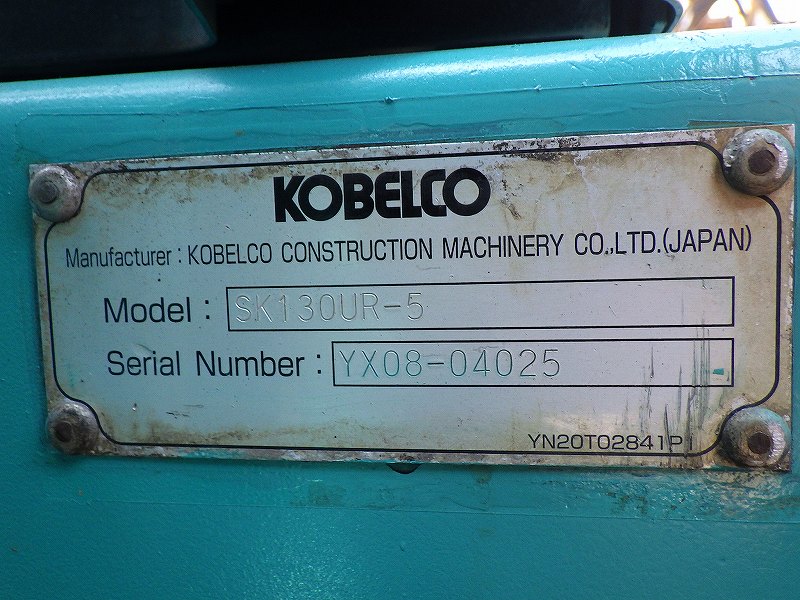 KOBELCO
Manufacturer : KOBELCO CONSTRUCTION MACHINERY CO.,LTD.(JAPAN)
Model : SK130UR-5
Serial Number : YX08-04025
YN20T02841P1